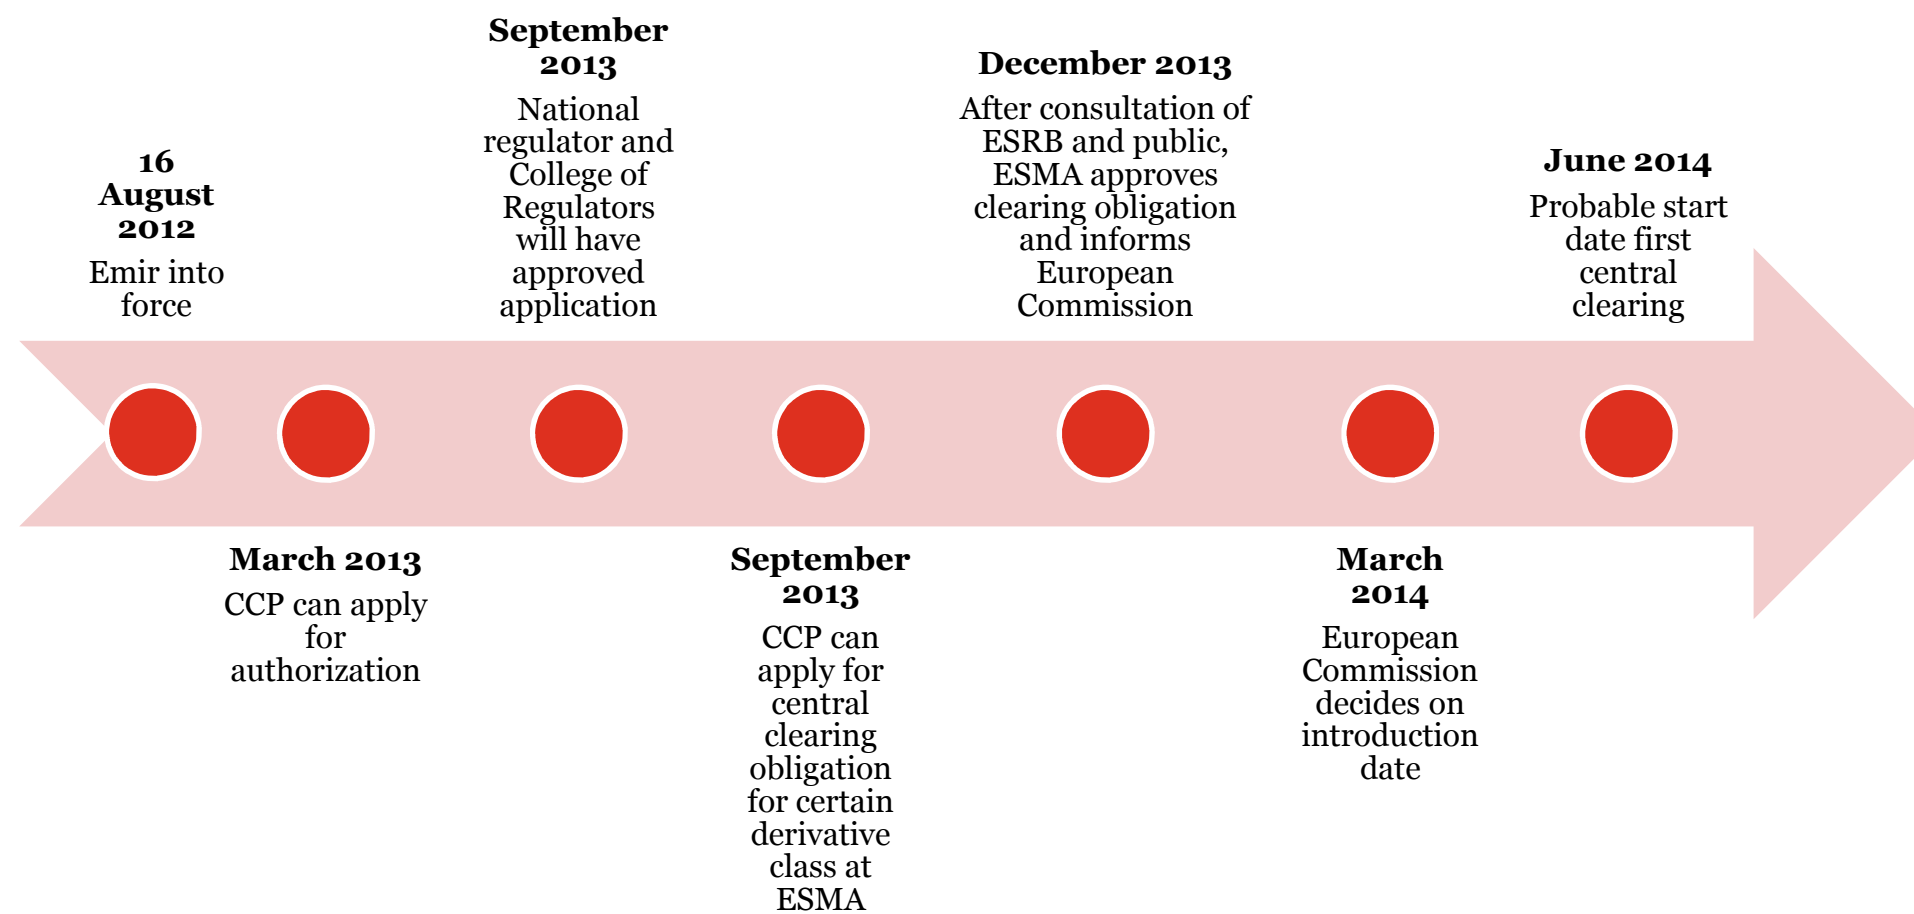 16
August
2012
Emir into
force
March 2013
CCP can apply
for
authorization
September
2013
National
regulator and
College of
Regulators
will have
approved
application
September
2013
CCP can
apply for
central
clearing
obligation
for certain
derivative
class at
ESMA
December 2013
After consultation of
ESRB and public,
ESMA approves
clearing obligation
and informs
European
Commission
March
2014
European
Commission
decides on
introduction
date
June 2014
Probable start
date first
central
clearing